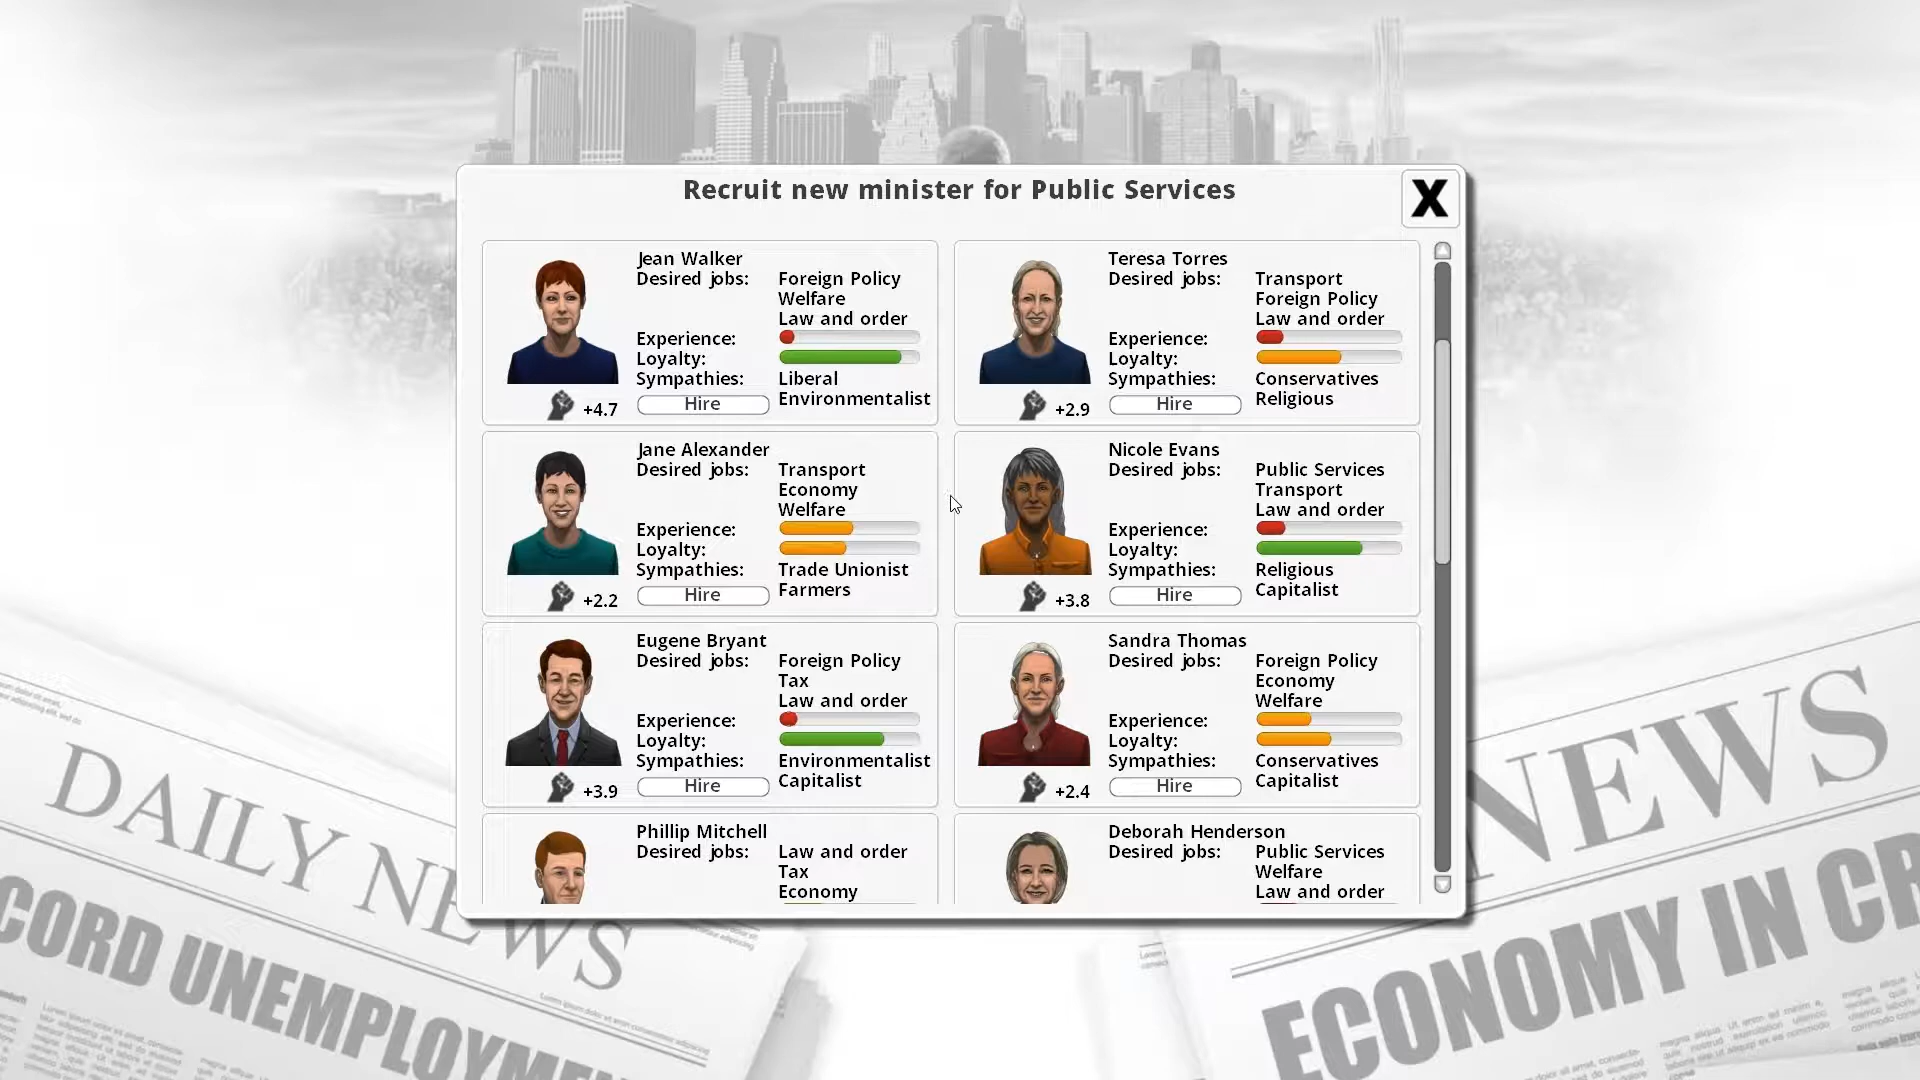 Recruit new minister for Public Services
X
Jean Walker
Desired jobs: Foreign Policy
Welfare
Law and order
Experience:
Loyalty:
Sympathies: Liberal
Environmentalist
+4.7 Hire
Teresa Torres
Desired jobs: Transport
Foreign Policy
Law and order
Experience:
Loyalty:
Sympathies: Conservatives
Religious
+2.9 Hire
Jane Alexander
Desired jobs: Transport
Economy
Welfare
Experience:
Loyalty:
Sympathies: Trade Unionist
Farmers
+2.2 Hire
Nicole Evans
Desired jobs: Public Services
Transport
Law and order
Experience:
Loyalty:
Sympathies: Religious
Capitalist
+3.8 Hire
Eugene Bryant
Desired jobs: Foreign Policy
Tax
Law and order
Experience:
Loyalty:
Sympathies: Environmentalist
Capitalist
+3.9 Hire
Sandra Thomas
Desired jobs: Foreign Policy
Economy
Welfare
Experience:
Loyalty:
Sympathies: Conservatives
Capitalist
+2.4 Hire
Phillip Mitchell
Desired jobs: Law and order
Tax
Economy
Deborah Henderson
Desired jobs: Public Services
Welfare
Law and order
DAILY NEWS
CORD UNEMPLOYME
NEWS
ECONOMY IN CR